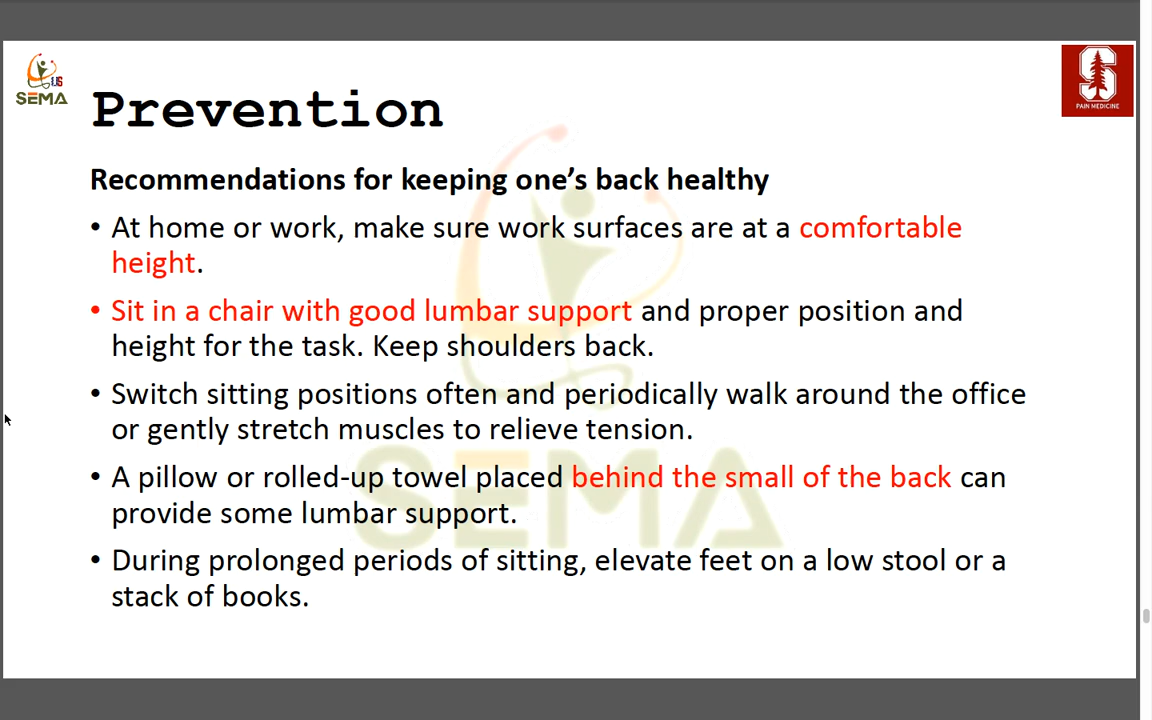 US
SEMA
PAIN MEDICINE
Prevention
Recommendations for keeping one's back healthy
• At home or work, make sure work surfaces are at a comfortable
height.
• Sit in a chair with good lumbar support and proper position and
height for the task. Keep shoulders back.
• Switch sitting positions often and periodically walk around the office
or gently stretch muscles to relieve tension.
• A pillow or rolled-up towel placed behind the small of the back can
provide some lumbar support.
• During prolonged periods of sitting, elevate feet on a low stool or a
stack of books.
SEMA